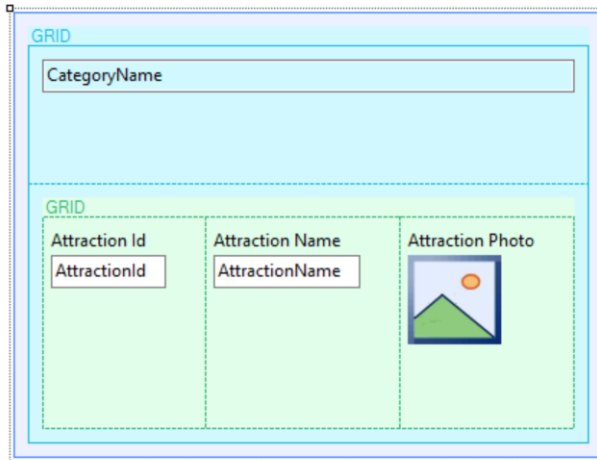 GRID
CategoryName
GRID
Attraction Id Attraction Name Attraction Photo
AttractionId AttractionName